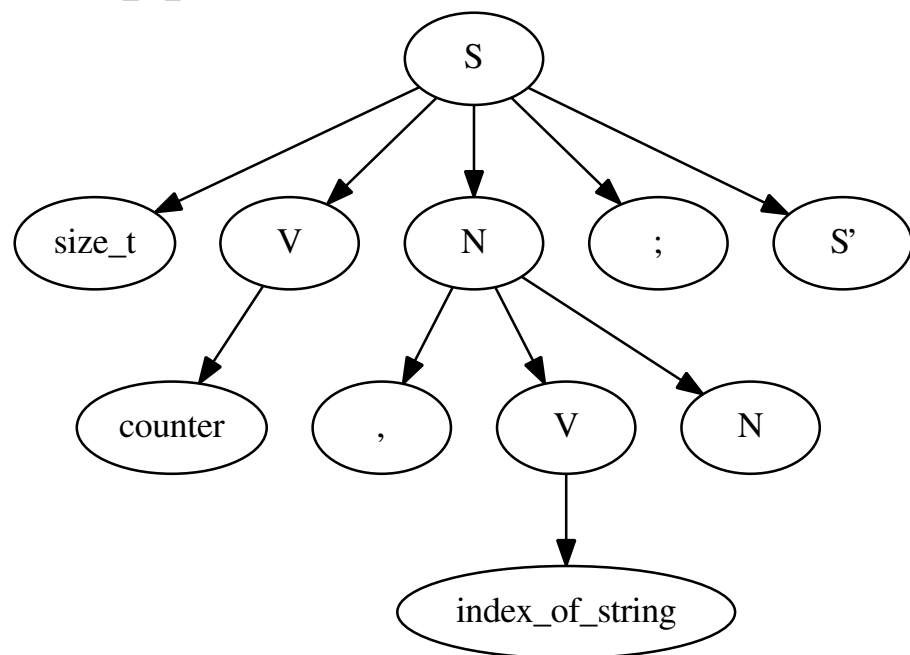 S
size_t V N ; S’
counter , V N
index_of_string